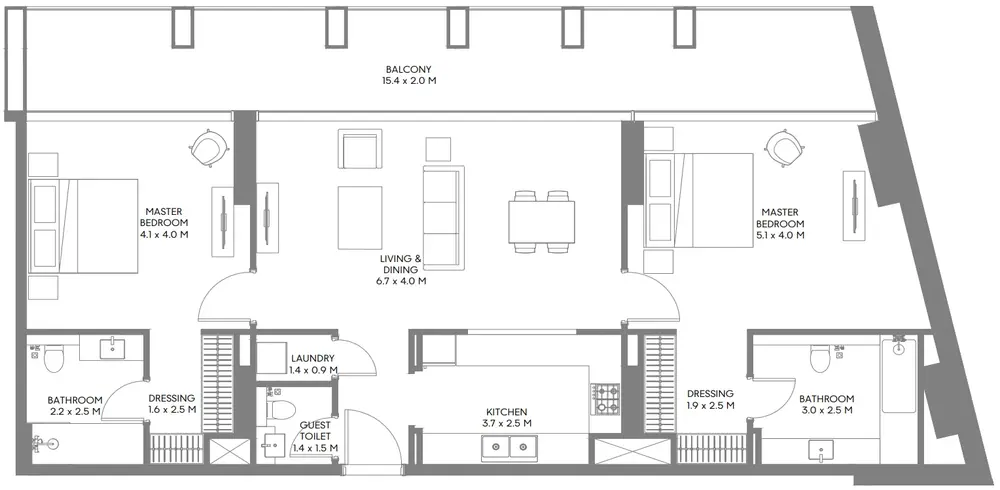 BALCONY
15.4 x 2.0 M
MASTER
BEDROOM
4.1 x 4.0 M
LIVING &
DINING
6.7 x 4.0 M
MASTER
BEDROOM
5.1 x 4.0 M
LAUNDRY
1.4 x 0.9 M
BATHROOM
2.2 x 2.5 M
DRESSING
1.6 x 2.5 M
GUEST
TOILET
1.4 x 1.5 M
KITCHEN
3.7 x 2.5 M
DRESSING
1.9 x 2.5 M
BATHROOM
3.0 x 2.5 M